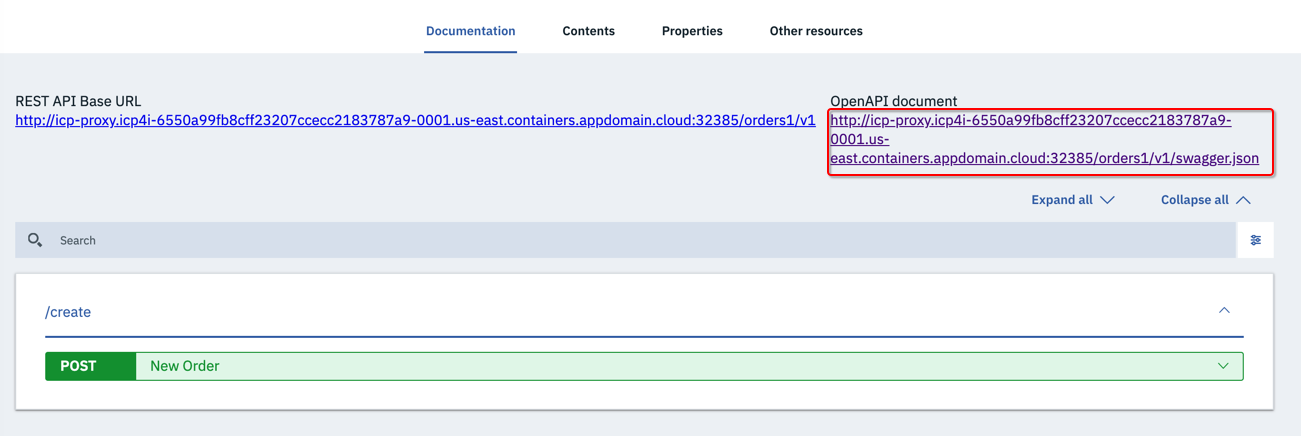 Documentation
Contents
Properties
Other resources
REST API Base URL
http://icp-proxy.icp4i-6550a99fb8cff23207ccecc2183787a9-0001.us-east.containers.appdomain.cloud:32385/orders1/v1
OpenAPI document
http://icp-proxy.icp4i-6550a99fb8cff23207ccecc2183787a9-
0001.us-
east.containers.appdomain.cloud:32385/orders1/v1/swagger.json
Expand all
Collapse all
Search
/create
POST
New Order